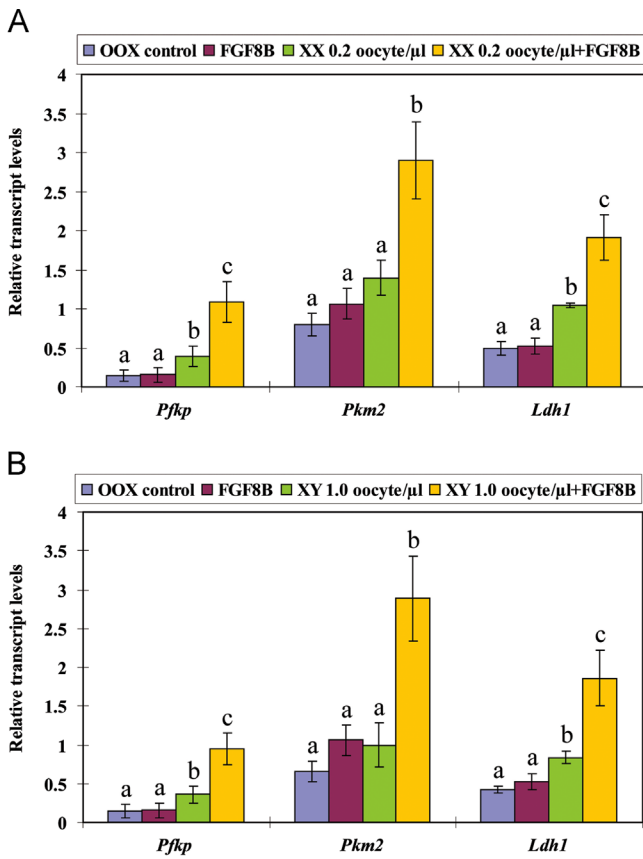 A
OOX control FGF8B XX 0.2 oocyte/µl XX 0.2 oocyte/µl+FGF8B
4
3.5
3
2.5
2
1.5
1
0.5
0
Relative transcript levels
a a b c
a a a b
a a b c
Pfkp Pkm2 Ldh1
B
OOX control FGF8B XY 1.0 oocyte/µl XY 1.0 oocyte/µl+FGF8B
4
3.5
3
2.5
2
1.5
1
0.5
0
Relative transcript levels
a a b c
a a a b
a a b c
Pfkp Pkm2 Ldh1